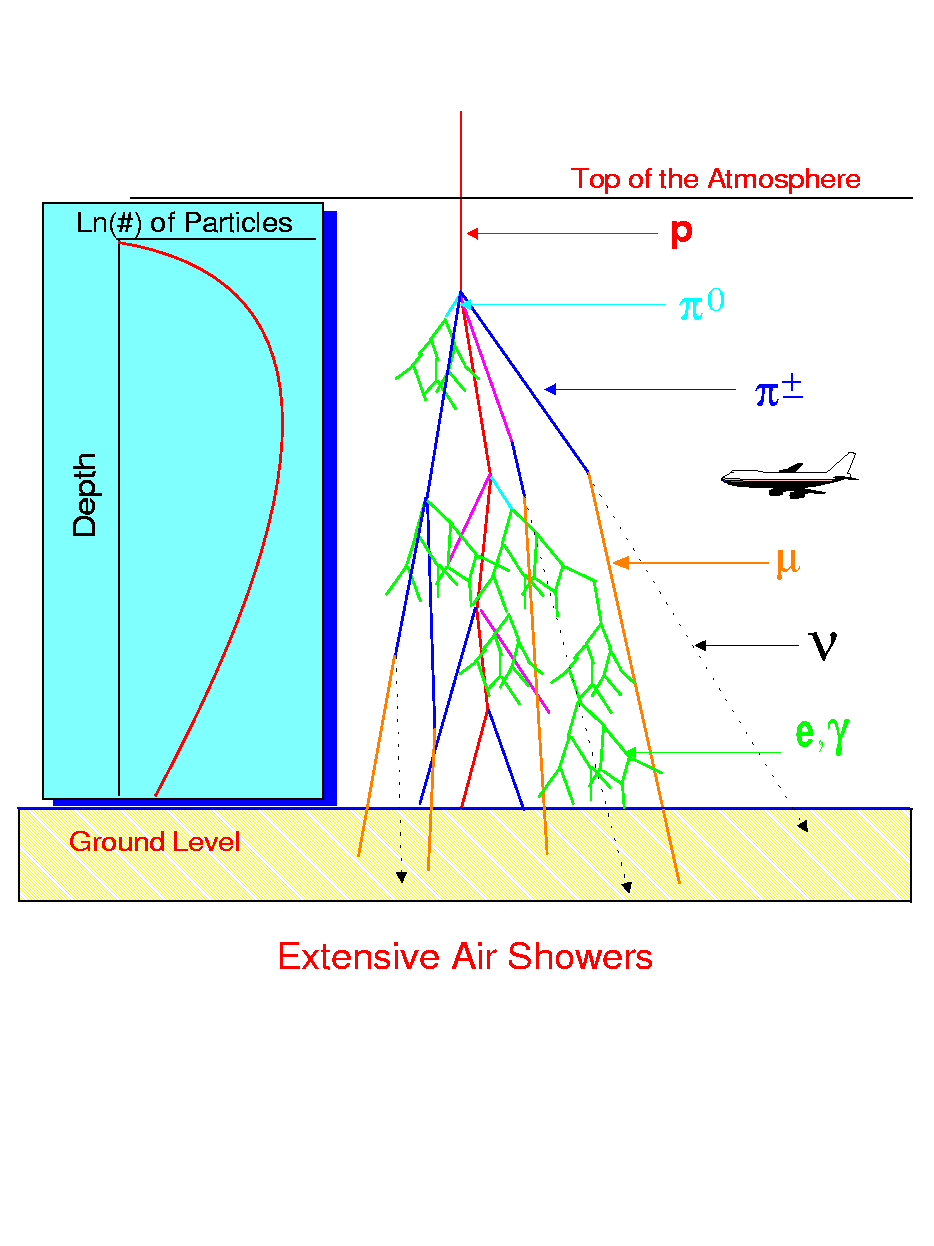 Top of the Atmosphere
Ln(#) of Particles
p
π⁰
π±
Depth
μ
ν
e,γ
Ground Level
Extensive Air Showers